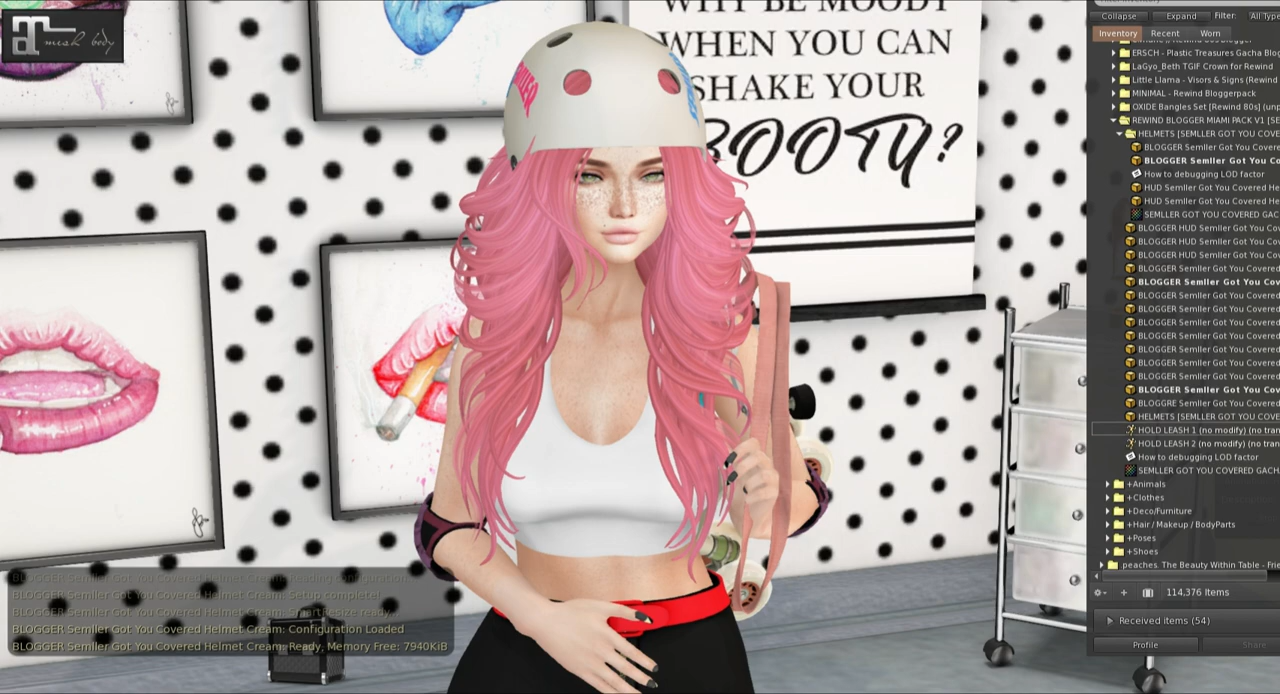 mesh body
WHY BE MOODY
WHEN YOU CAN
SHAKE YOUR
BOOTY?
BLOGGER Semller Got You Covered Helmet Cream: Reading configuration
BLOGGER Semller Got You Covered Helmet Cream: Setup complete!
BLOGGER Semller Got You Covered Helmet Cream: SmartResize ready.
BLOGGER Semller Got You Covered Helmet Cream: Configuration Loaded
BLOGGER Semller Got You Covered Helmet Cream: Ready, Memory Free: 7940KiB
Collapse Expand Filter: All Type
Inventory Recent Worn
ERSCH - Plastic Treasures Gacha Blo
LaGyo_Beth TGIF Crown for Rewind
Little Llama - Visors & Signs (Rewind
MINIMAL - Rewind Bloggerpack
OXIDE Bangles Set [Rewind 80s] (unp
REWIND BLOGGER MIAMI PACK V1 [SE
HELMETS [SEMLLER GOT YOU COVE
BLOGGER Semller Got You Covered
BLOGGER Semller Got You Co
How to debugging LOD factor
HUD Semller Got You Covered He
HUD Semller Got You Covered He
SEMLLER GOT YOU COVERED GAC
BLOGGER HUD Semller Got You Cov
BLOGGER HUD Semller Got You Cov
BLOGGER HUD Semller Got You Cov
BLOGGER Semller Got You Covered
BLOGGER Semller Got You Cov
BLOGGER Semller Got You Covered
BLOGGER Semller Got You Covered
BLOGGER Semller Got You Covered
BLOGGER Semller Got You Covered
BLOGGER Semller Got You Covered
BLOGGER Semller Got You Covered
BLOGGER Semller Got You Covered
BLOGGER Semller Got You Cov
BLOGGRE Semller Got You Covered
HELMETS [SEMLLER GOT YOU COVE
HOLD LEASH 1 (no modify) (no tran
HOLD LEASH 2 (no modify) (no tran
How to debugging LOD factor
SEMLLER GOT YOU COVERED GACH
+Animals
+Clothes
+Deco/Furniture
+Hair / Makeup / BodyParts
+Poses
+Shoes
.peaches. The Beauty Within Table - Frie
114,376 Items
Received items (54)
Profile Share